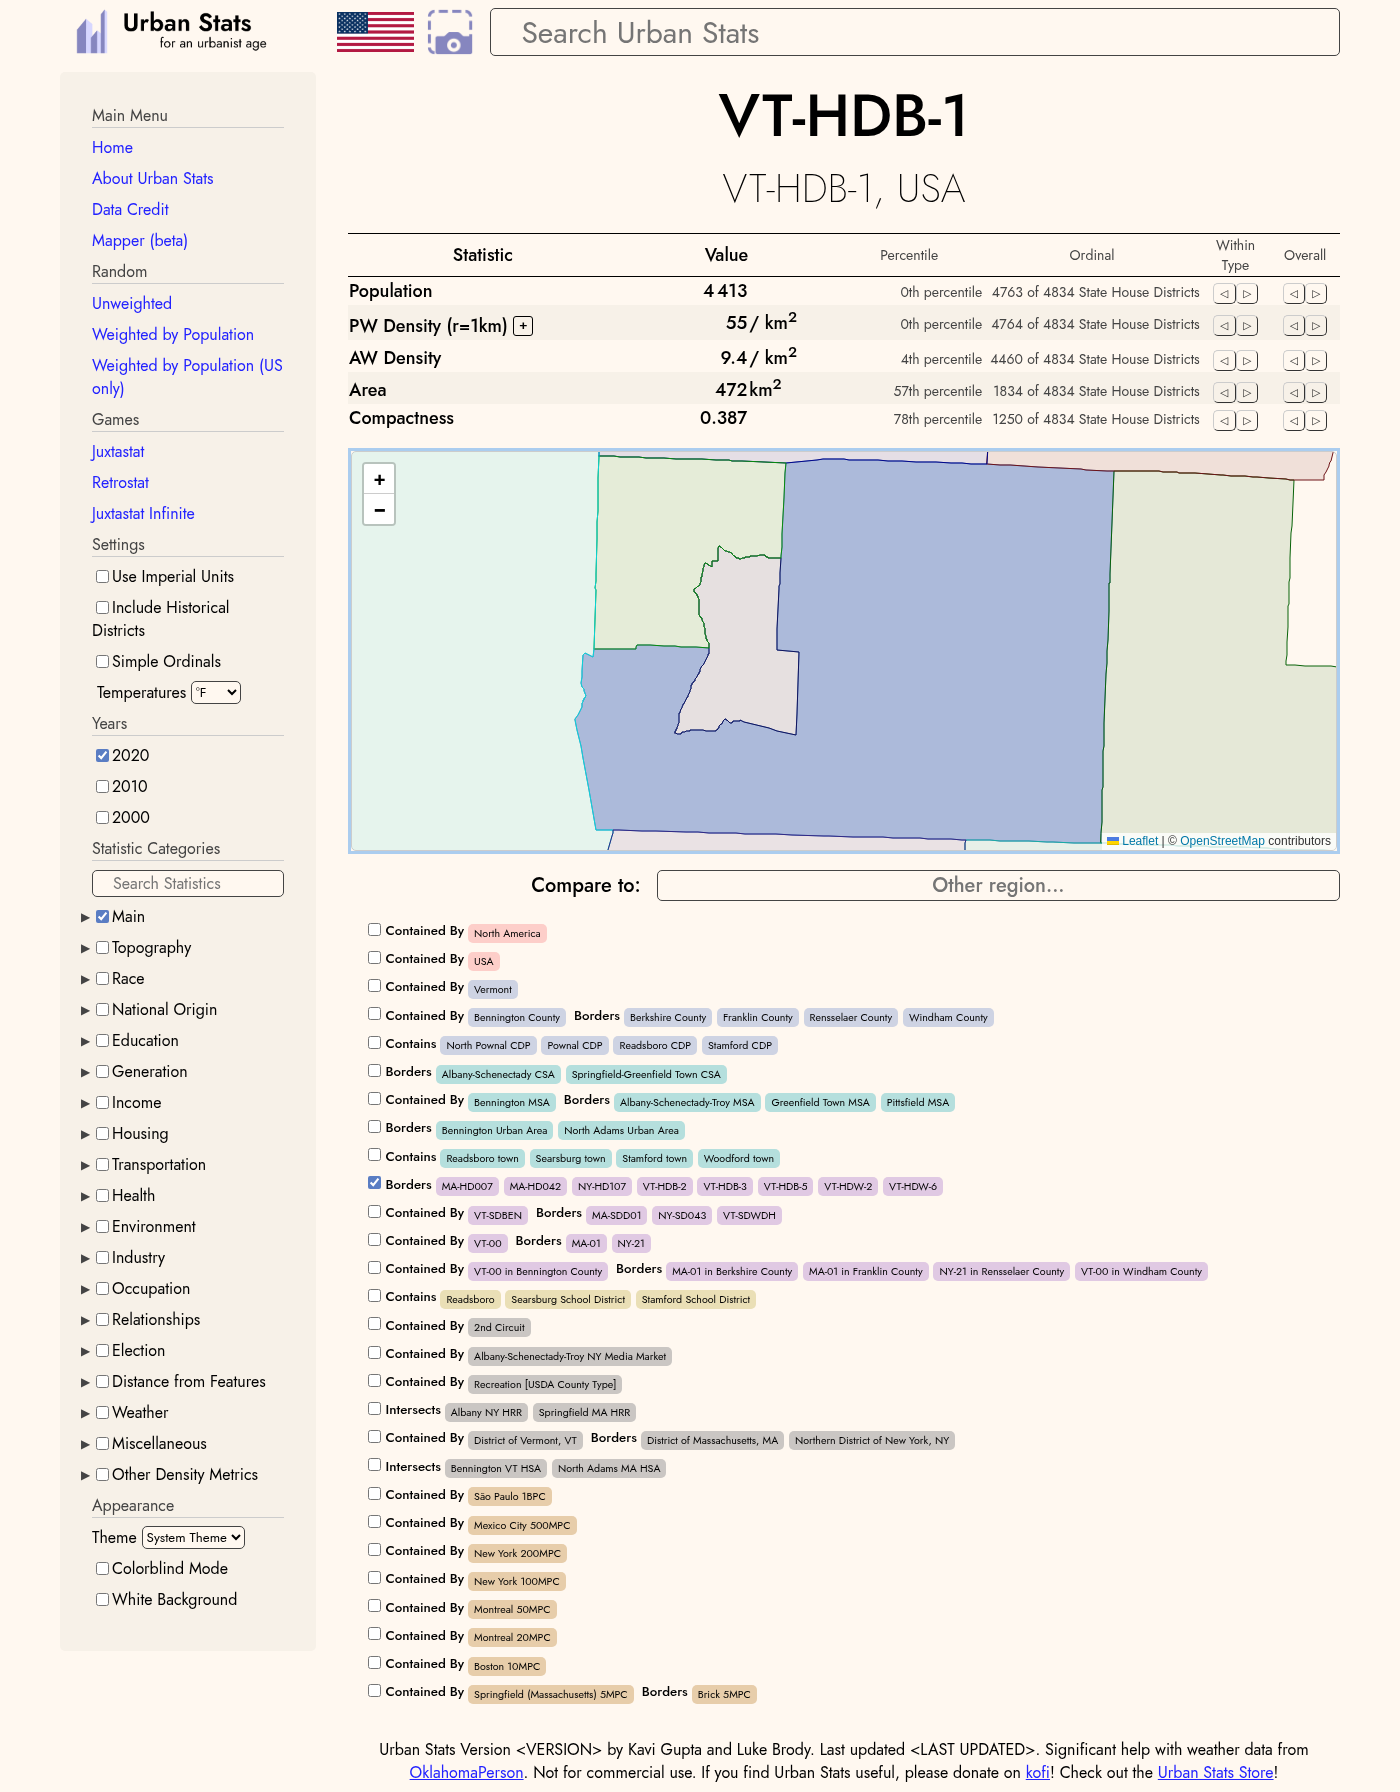 Urban Stats
for an urbanist age
Search Urban Stats
Main Menu
Home
About Urban Stats
Data Credit
Mapper (beta)
Random
Unweighted
Weighted by Population
Weighted by Population (US
only)
Games
Juxtastat
Retrostat
Juxtastat Infinite
Settings
Use Imperial Units
Include Historical
Districts
Simple Ordinals
Temperatures °F
Years
2020
2010
2000
Statistic Categories
Search Statistics
Main
Topography
Race
National Origin
Education
Generation
Income
Housing
Transportation
Health
Environment
Industry
Occupation
Relationships
Election
Distance from Features
Weather
Miscellaneous
Other Density Metrics
Appearance
Theme System Theme
Colorblind Mode
White Background
VT-HDB-1
VT-HDB-1, USA
Statistic Value Percentile Ordinal Within Type Overall
Population 4 413 0th percentile 4763 of 4834 State House Districts
PW Density (r=1km) + 55 / km² 0th percentile 4764 of 4834 State House Districts
AW Density 9.4 / km² 4th percentile 4460 of 4834 State House Districts
Area 472 km² 57th percentile 1834 of 4834 State House Districts
Compactness 0.387 78th percentile 1250 of 4834 State House Districts
+
−
Leaflet | © OpenStreetMap contributors
Compare to: Other region...
Contained By North America
Contained By USA
Contained By Vermont
Contained By Bennington County Borders Berkshire County Franklin County Rensselaer County Windham County
Contains North Pownal CDP Pownal CDP Readsboro CDP Stamford CDP
Borders Albany-Schenectady CSA Springfield-Greenfield Town CSA
Contained By Bennington MSA Borders Albany-Schenectady-Troy MSA Greenfield Town MSA Pittsfield MSA
Borders Bennington Urban Area North Adams Urban Area
Contains Readsboro town Searsburg town Stamford town Woodford town
Borders MA-HD007 MA-HD042 NY-HD107 VT-HDB-2 VT-HDB-3 VT-HDB-5 VT-HDW-2 VT-HDW-6
Contained By VT-SDBEN Borders MA-SDD01 NY-SD043 VT-SDWDH
Contained By VT-00 Borders MA-01 NY-21
Contained By VT-00 in Bennington County Borders MA-01 in Berkshire County MA-01 in Franklin County NY-21 in Rensselaer County VT-00 in Windham County
Contains Readsboro Searsburg School District Stamford School District
Contained By 2nd Circuit
Contained By Albany-Schenectady-Troy NY Media Market
Contained By Recreation [USDA County Type]
Intersects Albany NY HRR Springfield MA HRR
Contained By District of Vermont, VT Borders District of Massachusetts, MA Northern District of New York, NY
Intersects Bennington VT HSA North Adams MA HSA
Contained By São Paulo 1BPC
Contained By Mexico City 500MPC
Contained By New York 200MPC
Contained By New York 100MPC
Contained By Montreal 50MPC
Contained By Montreal 20MPC
Contained By Boston 10MPC
Contained By Springfield (Massachusetts) 5MPC Borders Brick 5MPC
Urban Stats Version <VERSION> by Kavi Gupta and Luke Brody. Last updated <LAST UPDATED>. Significant help with weather data from
OklahomaPerson. Not for commercial use. If you find Urban Stats useful, please donate on kofi! Check out the Urban Stats Store!